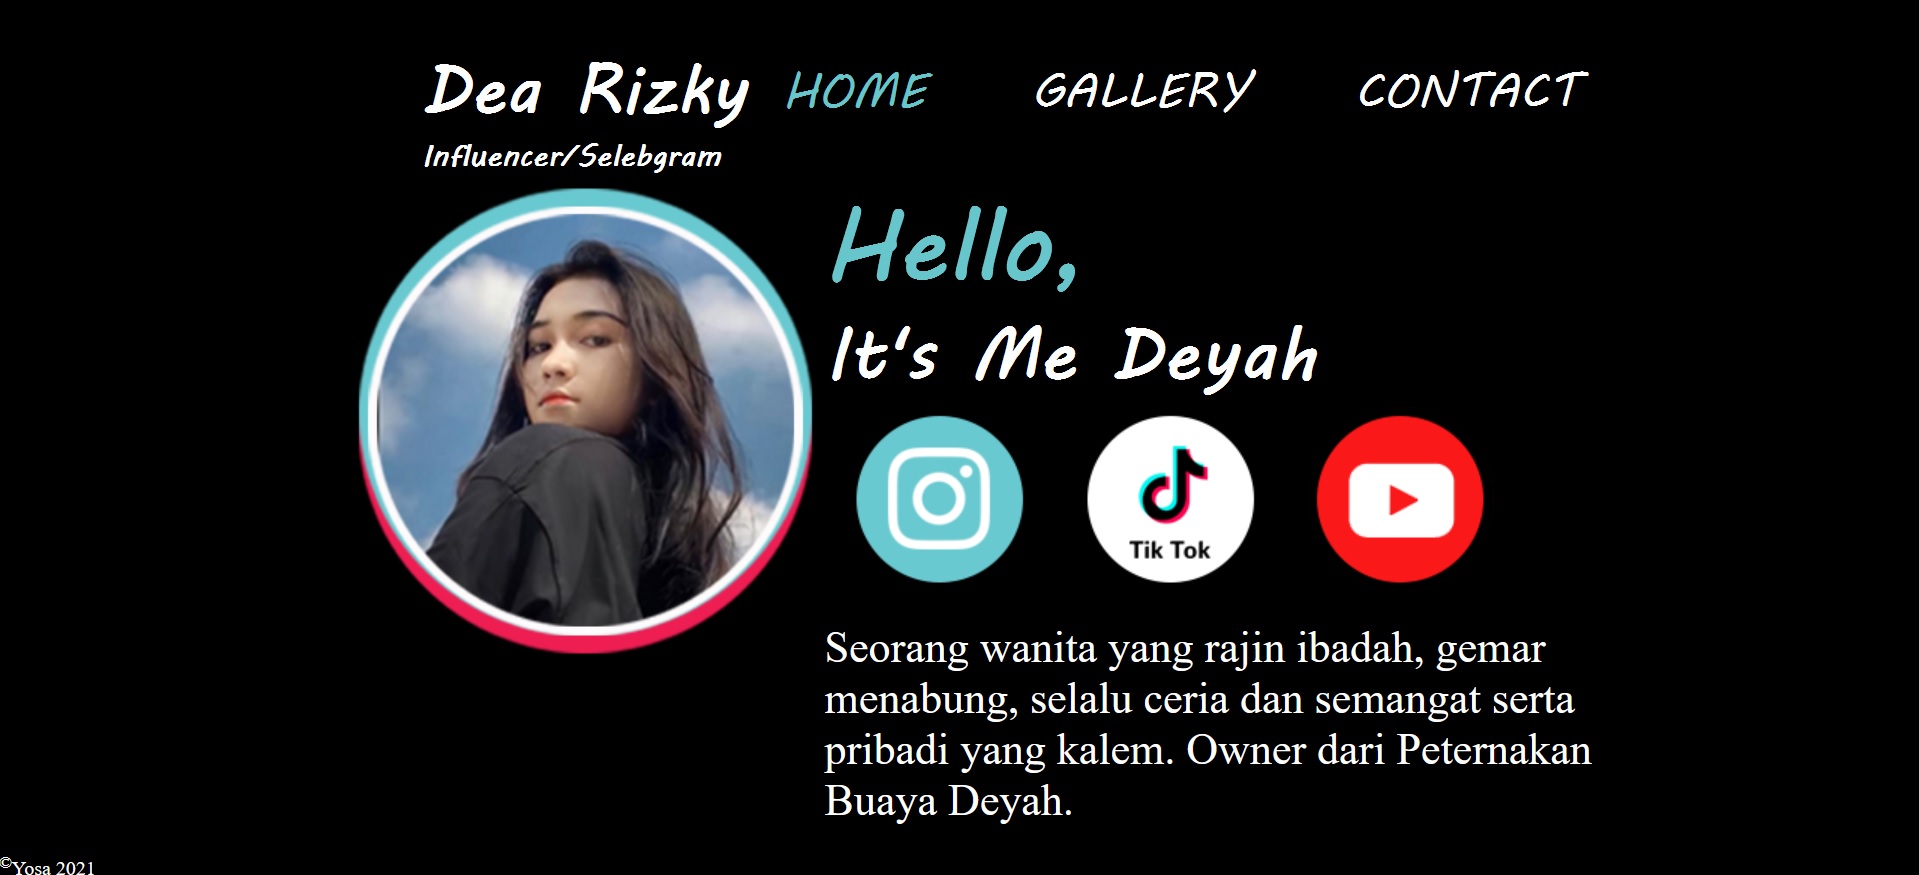 Dea Rizky HOME GALLERY CONTACT
Influencer/Selebgram
Hello,
It's Me Deyah
Tik Tok
Seorang wanita yang rajin ibadah, gemar
menabung, selalu ceria dan semangat serta
pribadi yang kalem. Owner dari Peternakan
Buaya Deyah.
©Yosa 2021